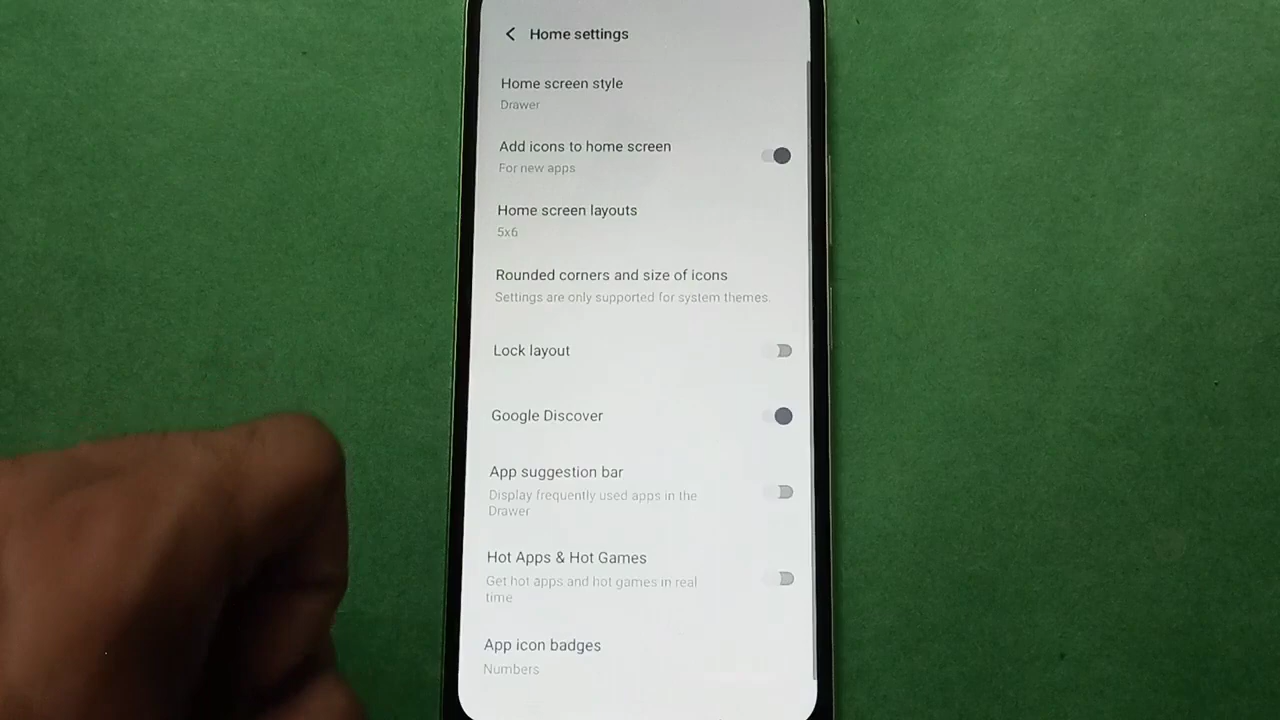 Home settings
Home screen style
Drawer
Add icons to home screen
For new apps
Home screen layouts
5x6
Rounded corners and size of icons
Settings are only supported for system themes.
Lock layout
Google Discover
App suggestion bar
Display frequently used apps in the
Drawer
Hot Apps & Hot Games
Get hot apps and hot games in real
time
App icon badges
Numbers